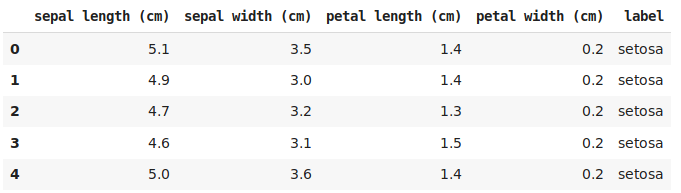 sepal length (cm) sepal width (cm) petal length (cm) petal width (cm) label
0 5.1 3.5 1.4 0.2 setosa
1 4.9 3.0 1.4 0.2 setosa
2 4.7 3.2 1.3 0.2 setosa
3 4.6 3.1 1.5 0.2 setosa
4 5.0 3.6 1.4 0.2 setosa